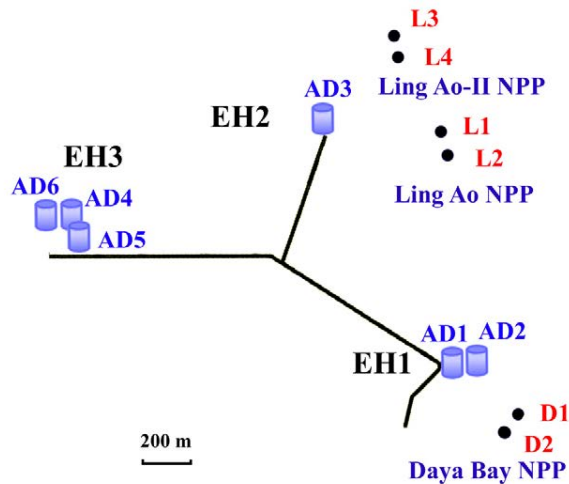 L3
L4
Ling Ao-II NPP
AD3
EH2
L1
L2
Ling Ao NPP
EH3
AD6 AD4
AD5
AD1 AD2
EH1
D1
D2
Daya Bay NPP
200 m